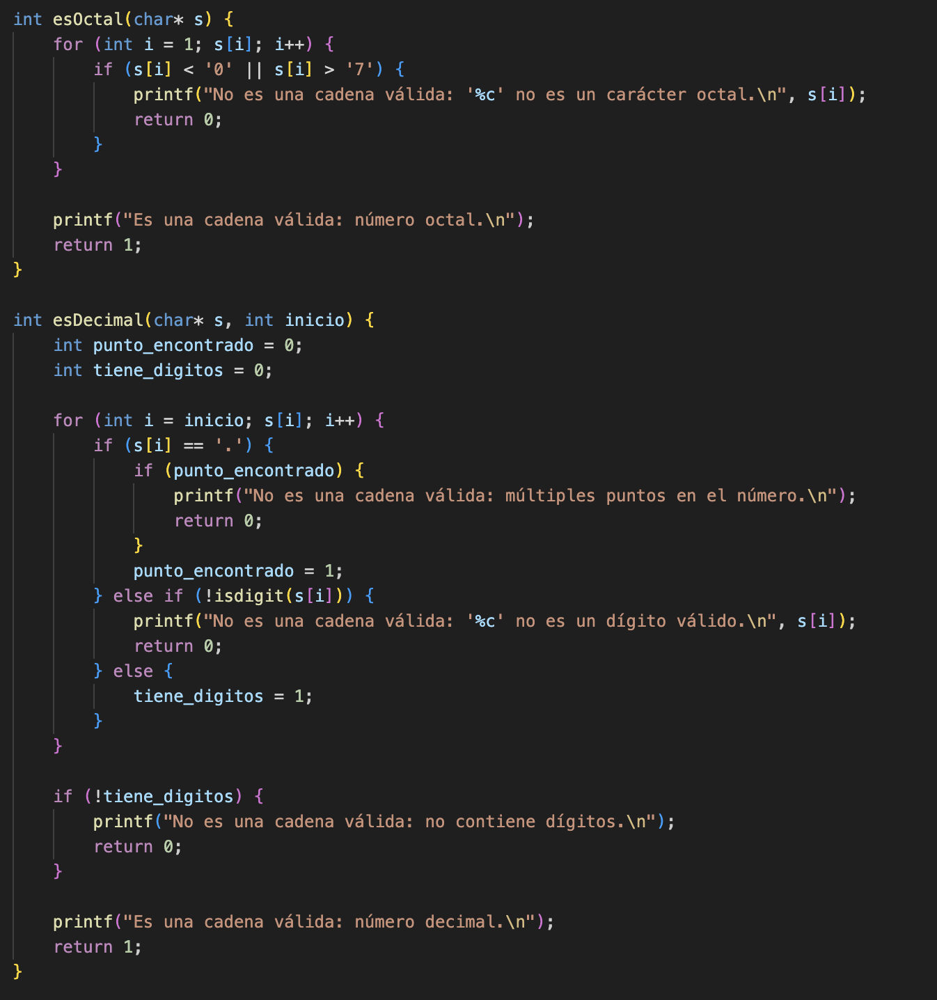 int esOctal(char* s) {
    for (int i = 1; s[i]; i++) {
        if (s[i] < '0' || s[i] > '7') {
            printf("No es una cadena válida: '%c' no es un carácter octal.\n", s[i]);
            return 0;
        }
    }

    printf("Es una cadena válida: número octal.\n");
    return 1;
}

int esDecimal(char* s, int inicio) {
    int punto_encontrado = 0;
    int tiene_digitos = 0;

    for (int i = inicio; s[i]; i++) {
        if (s[i] == '.') {
            if (punto_encontrado) {
                printf("No es una cadena válida: múltiples puntos en el número.\n");
                return 0;
            }
            punto_encontrado = 1;
        } else if (!isdigit(s[i])) {
            printf("No es una cadena válida: '%c' no es un dígito válido.\n", s[i]);
            return 0;
        } else {
            tiene_digitos = 1;
        }
    }

    if (!tiene_digitos) {
        printf("No es una cadena válida: no contiene dígitos.\n");
        return 0;
    }

    printf("Es una cadena válida: número decimal.\n");
    return 1;
}